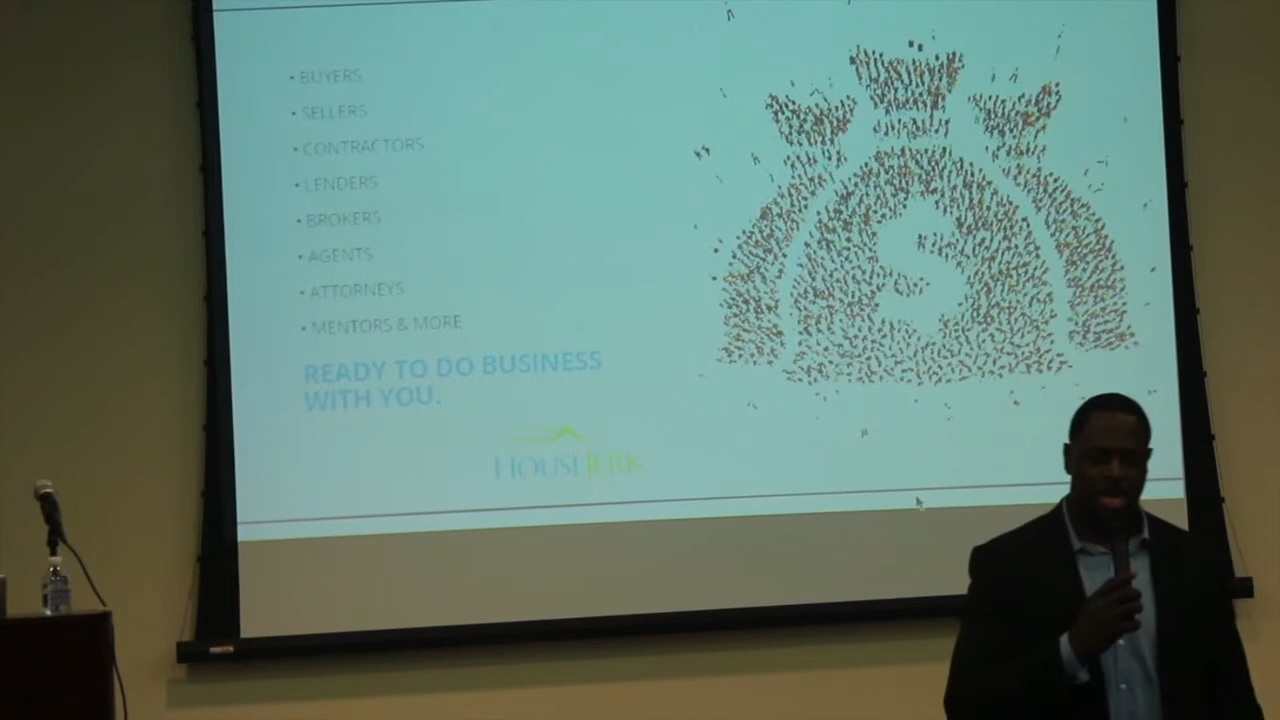 • BUYERS
• SELLERS
• CONTRACTORS
• LENDERS
• BROKERS
• AGENTS
• ATTORNEYS
• MENTORS & MORE
READY TO DO BUSINESS
WITH YOU.
HOUSEJERK
$